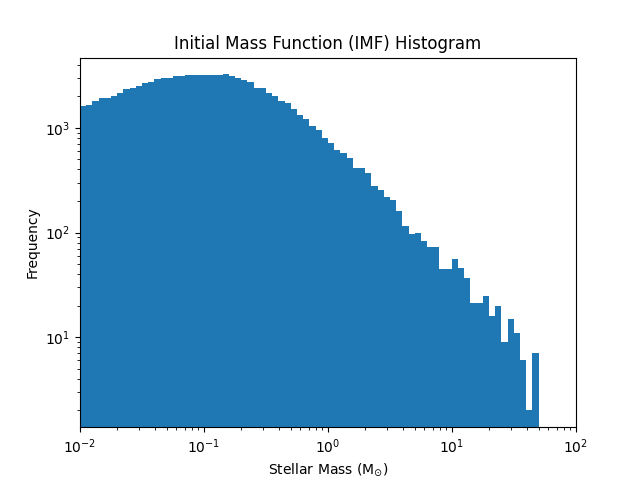 Initial Mass Function (IMF) Histogram
10³
10²
10¹
Frequency
10⁻² 10⁻¹ 10⁰ 10¹ 10²
Stellar Mass (M☉)